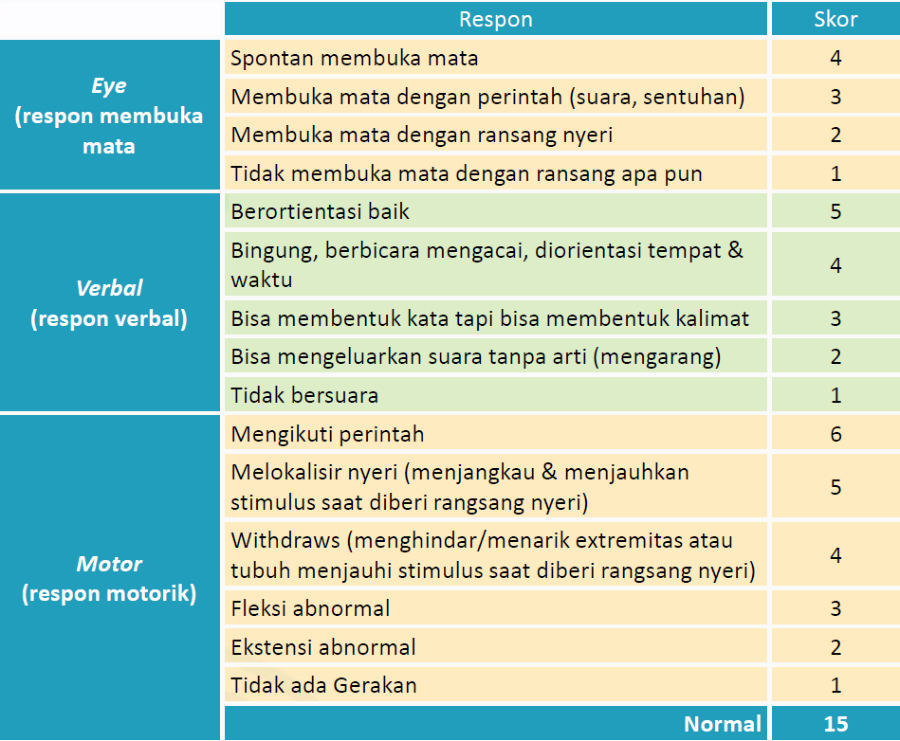 Respon Skor
Eye
(respon membuka
mata
Spontan membuka mata 4
Membuka mata dengan perintah (suara, sentuhan) 3
Membuka mata dengan ransang nyeri 2
Tidak membuka mata dengan ransang apa pun 1
Verbal
(respon verbal)
Berortientasi baik 5
Bingung, berbicara mengacai, diorientasi tempat &
waktu 4
Bisa membentuk kata tapi bisa membentuk kalimat 3
Bisa mengeluarkan suara tanpa arti (mengarang) 2
Tidak bersuara 1
Motor
(respon motorik)
Mengikuti perintah 6
Melokalisir nyeri (menjangkau & menjauhkan
stimulus saat diberi rangsang nyeri) 5
Withdraws (menghindar/menarik extremitas atau
tubuh menjauhi stimulus saat diberi rangsang nyeri) 4
Fleksi abnormal 3
Ekstensi abnormal 2
Tidak ada Gerakan 1
Normal 15